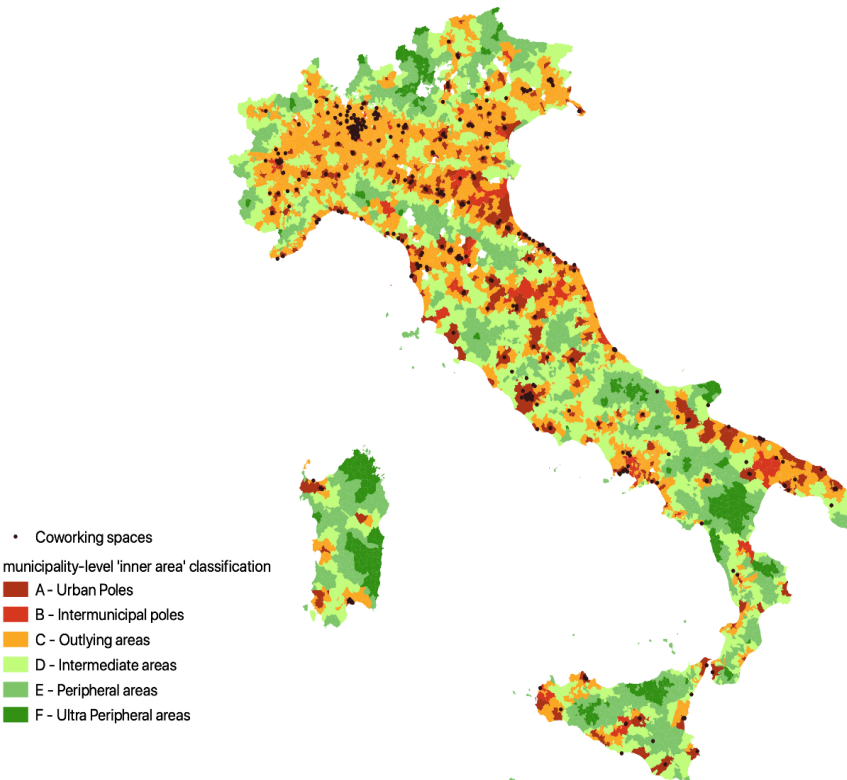 Coworking spaces
municipality-level 'inner area' classification
A - Urban Poles
B - Intermunicipal poles
C - Outlying areas
D - Intermediate areas
E - Peripheral areas
F - Ultra Peripheral areas